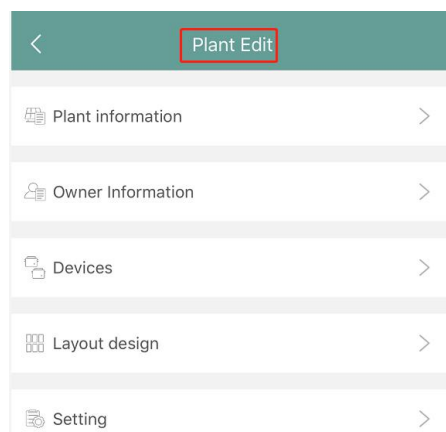 Plant Edit
Plant information
Owner Information
Devices
Layout design
Setting